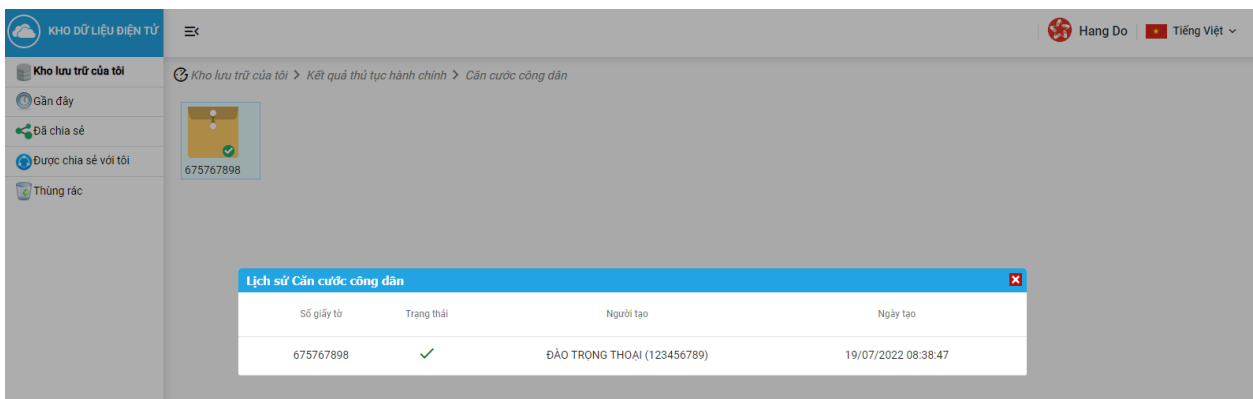 KHO DỮ LIỆU ĐIỆN TỬ
Hang Do
Tiếng Việt
Kho lưu trữ của tôi
Gần đây
Đã chia sẻ
Được chia sẻ với tôi
Thùng rác
Kho lưu trữ của tôi > Kết quả thủ tục hành chính > Căn cước công dân
675767898
Lịch sử Căn cước công dân
Số giấy tờ Trạng thái Người tạo Ngày tạo
675767898 ĐÀO TRỌNG THOẠI (123456789) 19/07/2022 08:38:47